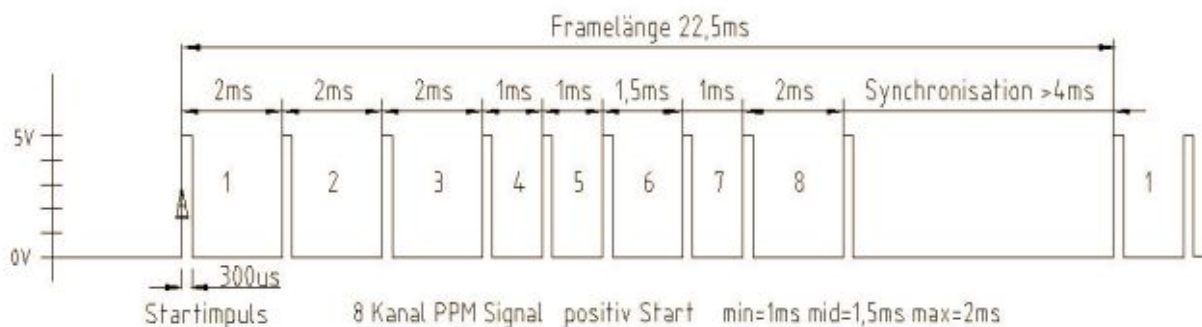 Framelänge 22,5ms
2ms 2ms 2ms 1ms 1ms 1,5ms 1ms 2ms Synchronisation >4ms
5V
1 2 3 4 5 6 7 8 1
0V
300us
Startimpuls 8 Kanal PPM Signal positiv Start min=1ms mid=1,5ms max=2ms